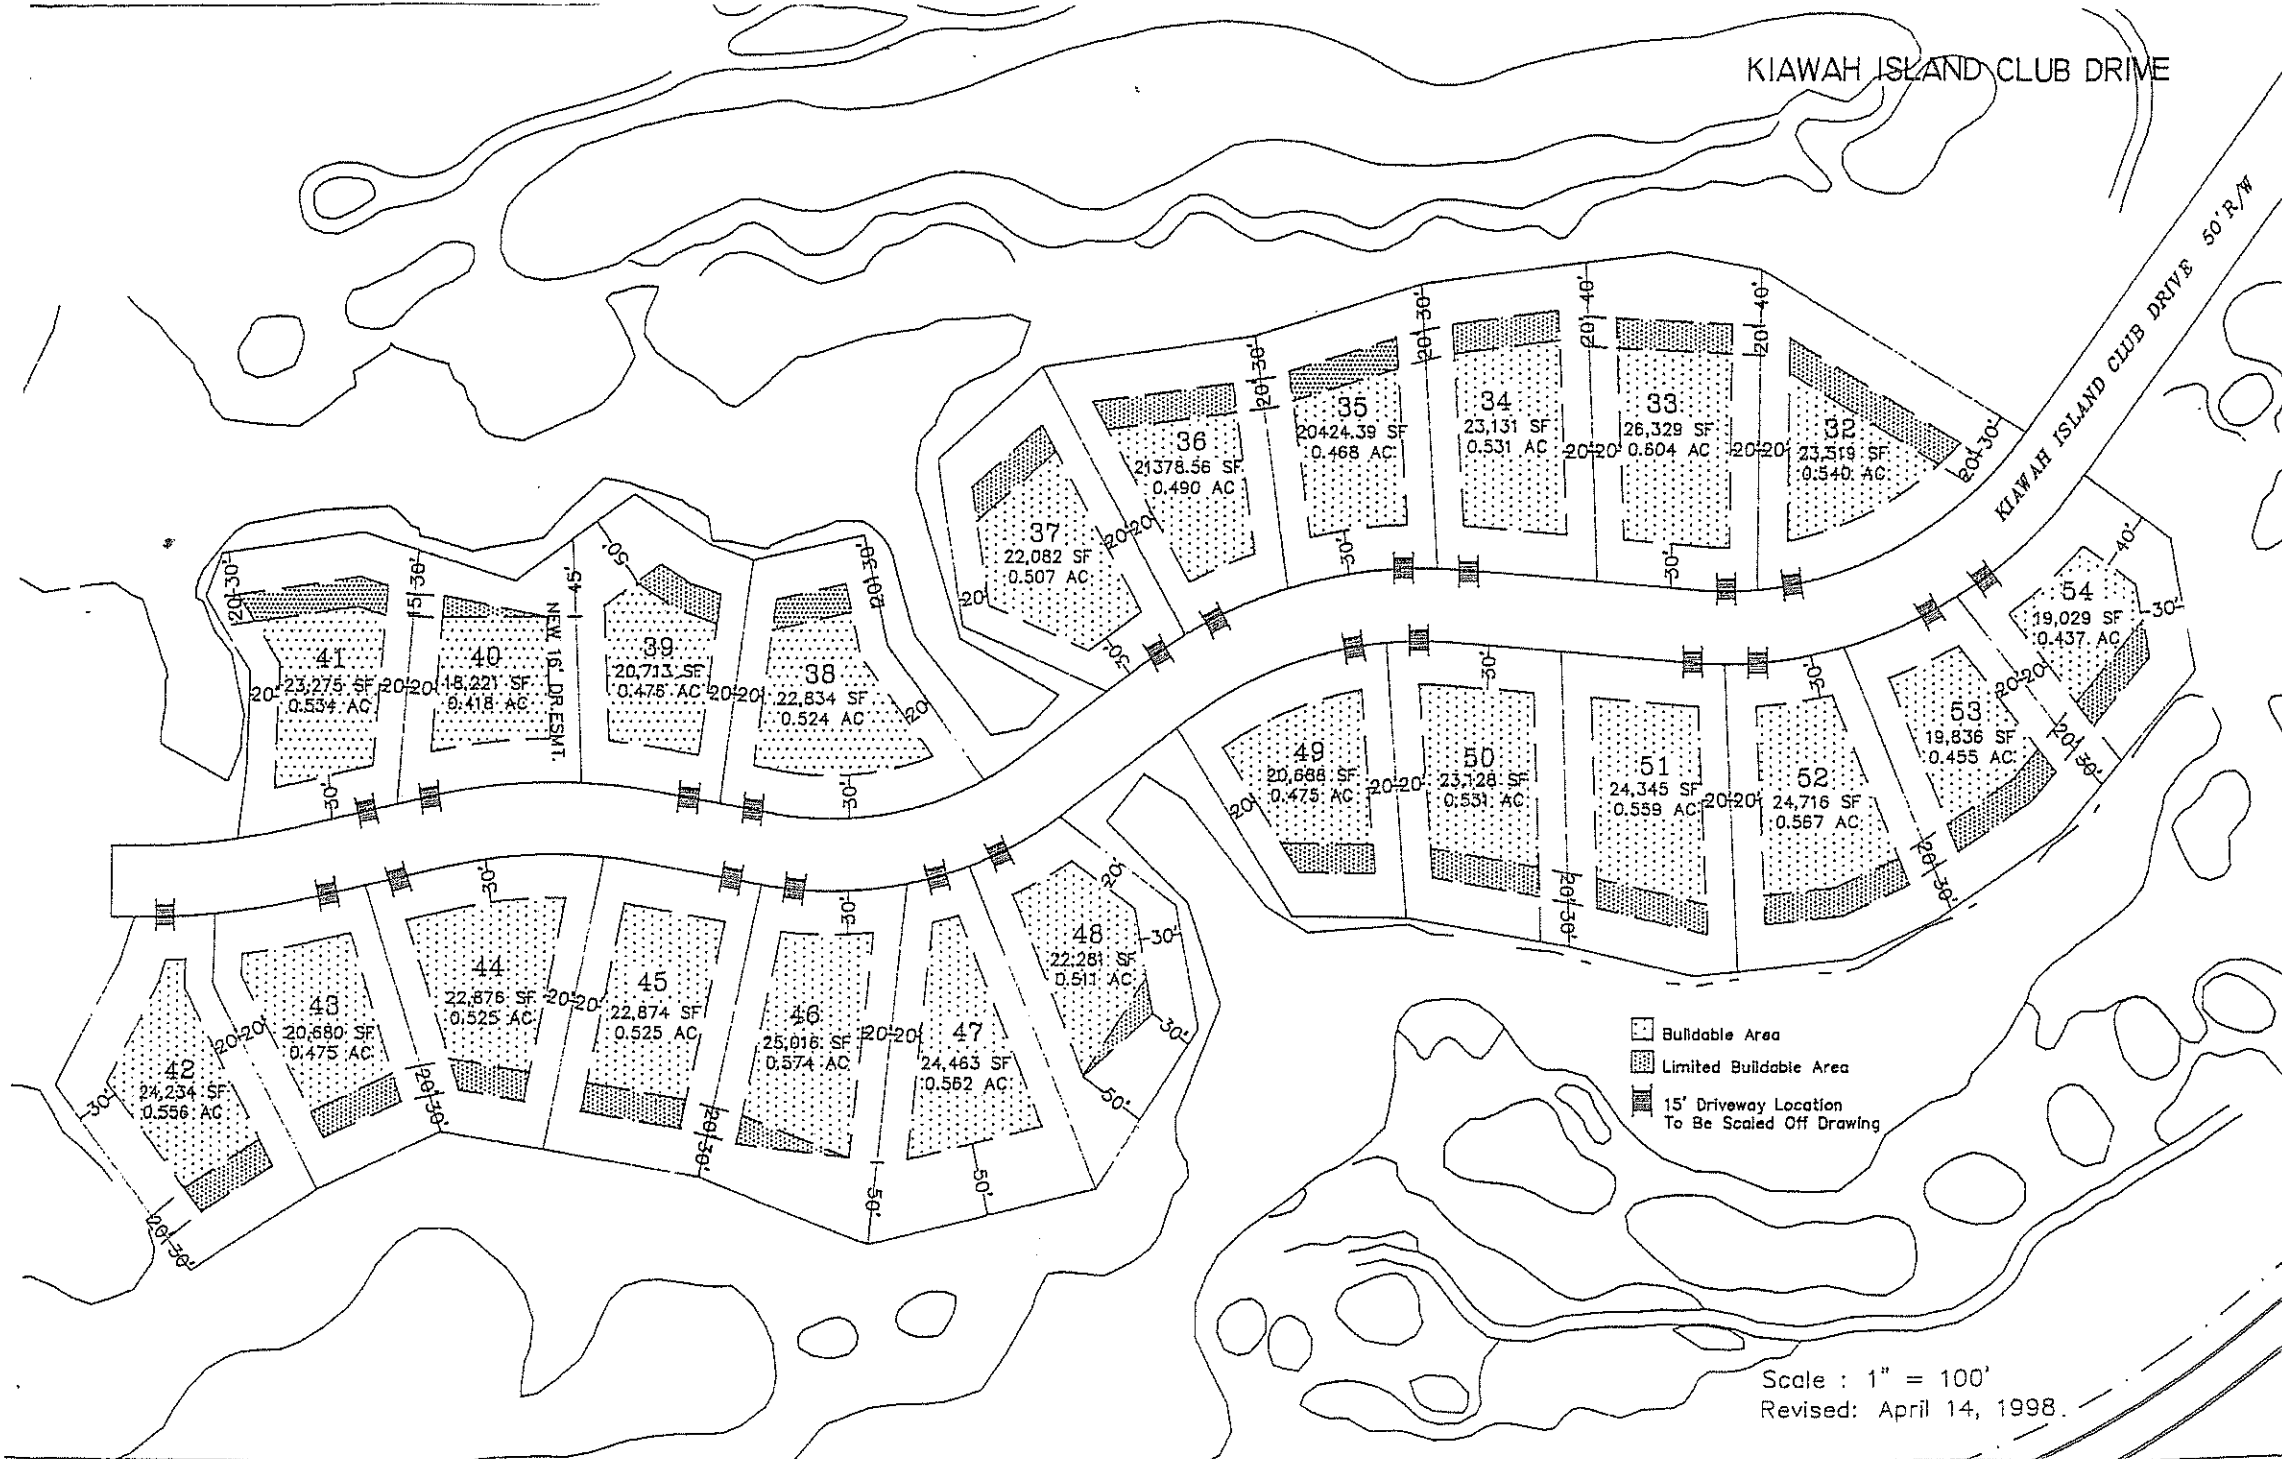 KIAWAH ISLAND CLUB DRIVE
KIAWAH ISLAND CLUB DRIVE 50' R/W
32
23,519 SF
0.540 AC
33
26,329 SF
0.604 AC
34
23,131 SF
0.531 AC
35
20424.39 SF
0.468 AC
36
21378.56 SF
0.490 AC
37
22,082 SF
0.507 AC
38
22,834 SF
0.524 AC
39
20,713 SF
0.476 AC
NEW 16' DR.ESMT.
40
18,221 SF
0.418 AC
41
23,275 SF
0.534 AC
42
24,234 SF
0.556 AC
43
20,680 SF
0.475 AC
44
22,876 SF
0.525 AC
45
22,874 SF
0.525 AC
46
25,016 SF
0.574 AC
47
24,463 SF
0.562 AC
48
22,281 SF
0.511 AC
49
20,688 SF
0.475 AC
50
23,128 SF
0.531 AC
51
24,345 SF
0.559 AC
52
24,716 SF
0.567 AC
53
19,836 SF
0.455 AC
54
19,029 SF
0.437 AC
Buildable Area
Limited Buildable Area
15' Driveway Location
To Be Scaled Off Drawing
Scale : 1" = 100'
Revised: April 14, 1998.